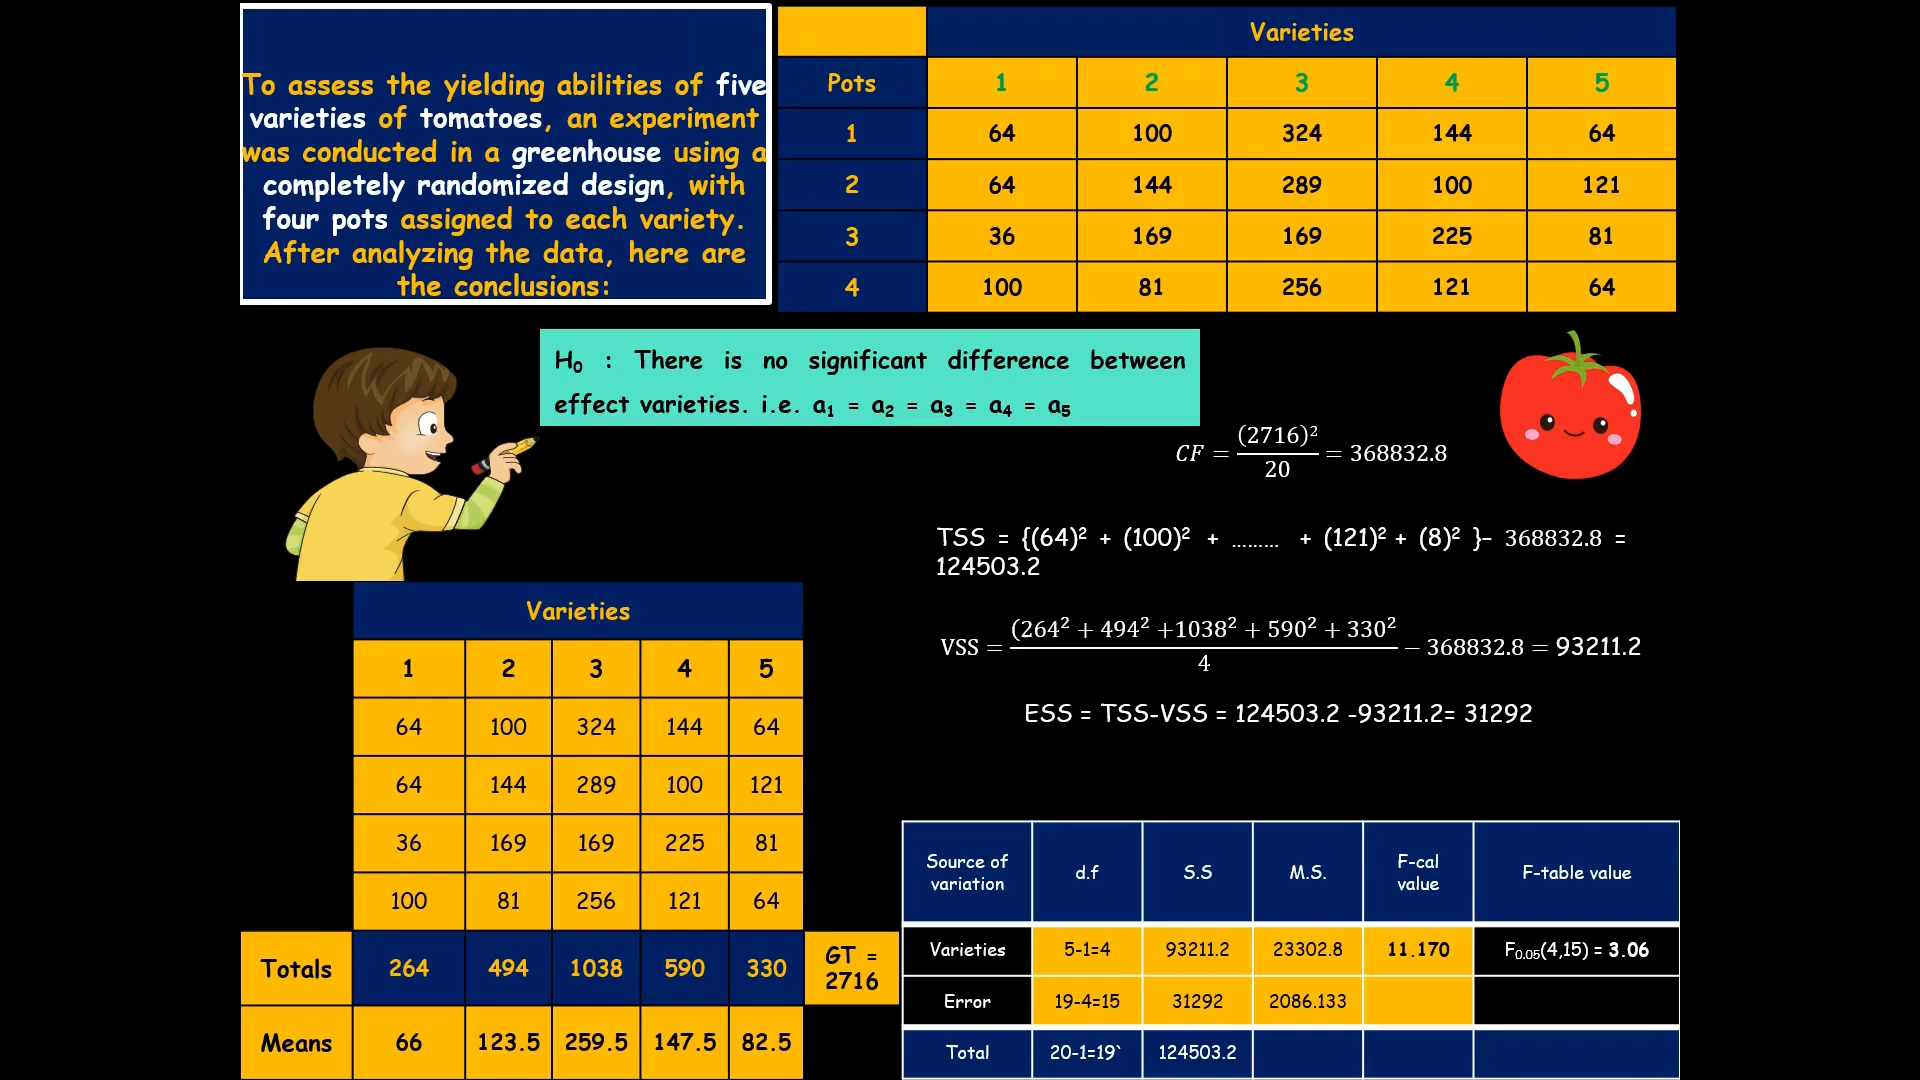 To assess the yielding abilities of five
varieties of tomatoes, an experiment
was conducted in a greenhouse using a
completely randomized design, with
four pots assigned to each variety.
After analyzing the data, here are
the conclusions:
Varieties
Pots 1 2 3 4 5
1 64 100 324 144 64
2 64 144 289 100 121
3 36 169 169 225 81
4 100 81 256 121 64
H₀ : There is no significant difference between
effect varieties. i.e. a₁ = a₂ = a₃ = a₄ = a₅
CF = (2716)² / 20 = 368832.8
TSS = {(64)² + (100)² + ……… + (121)² + (8)² }– 368832.8 =
124503.2
VSS = (264² + 494² +1038² + 590² + 330² / 4 − 368832.8 = 93211.2
ESS = TSS-VSS = 124503.2 -93211.2= 31292
Varieties
1 2 3 4 5
64 100 324 144 64
64 144 289 100 121
36 169 169 225 81
100 81 256 121 64
Totals 264 494 1038 590 330 GT = 2716
Means 66 123.5 259.5 147.5 82.5
Source of variation d.f S.S M.S. F-cal value F-table value
Varieties 5-1=4 93211.2 23302.8 11.170 F₀.₀₅(4,15) = 3.06
Error 19-4=15 31292 2086.133
Total 20-1=19` 124503.2